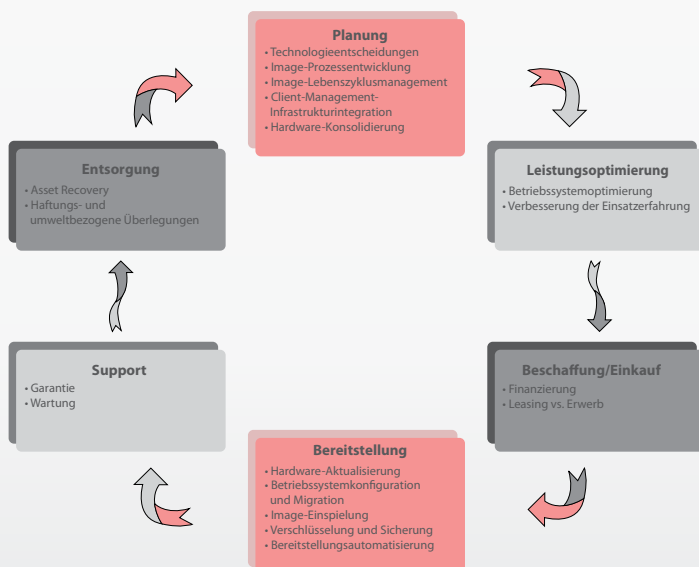 Planung
• Technologieentscheidungen
• Image-Prozessentwicklung
• Image-Lebenszyklusmanagement
• Client-Management-
Infrastrukturintegration
• Hardware-Konsolidierung
Leistungsoptimierung
• Betriebssystemoptimierung
• Verbesserung der Einsatzerfahrung
Beschaffung/Einkauf
• Finanzierung
• Leasing vs. Erwerb
Bereitstellung
• Hardware-Aktualisierung
• Betriebssystemkonfiguration
und Migration
• Image-Einspielung
• Verschlüsselung und Sicherung
• Bereitstellungsautomatisierung
Support
• Garantie
• Wartung
Entsorgung
• Asset Recovery
• Haftungs- und
umweltbezogene Überlegungen